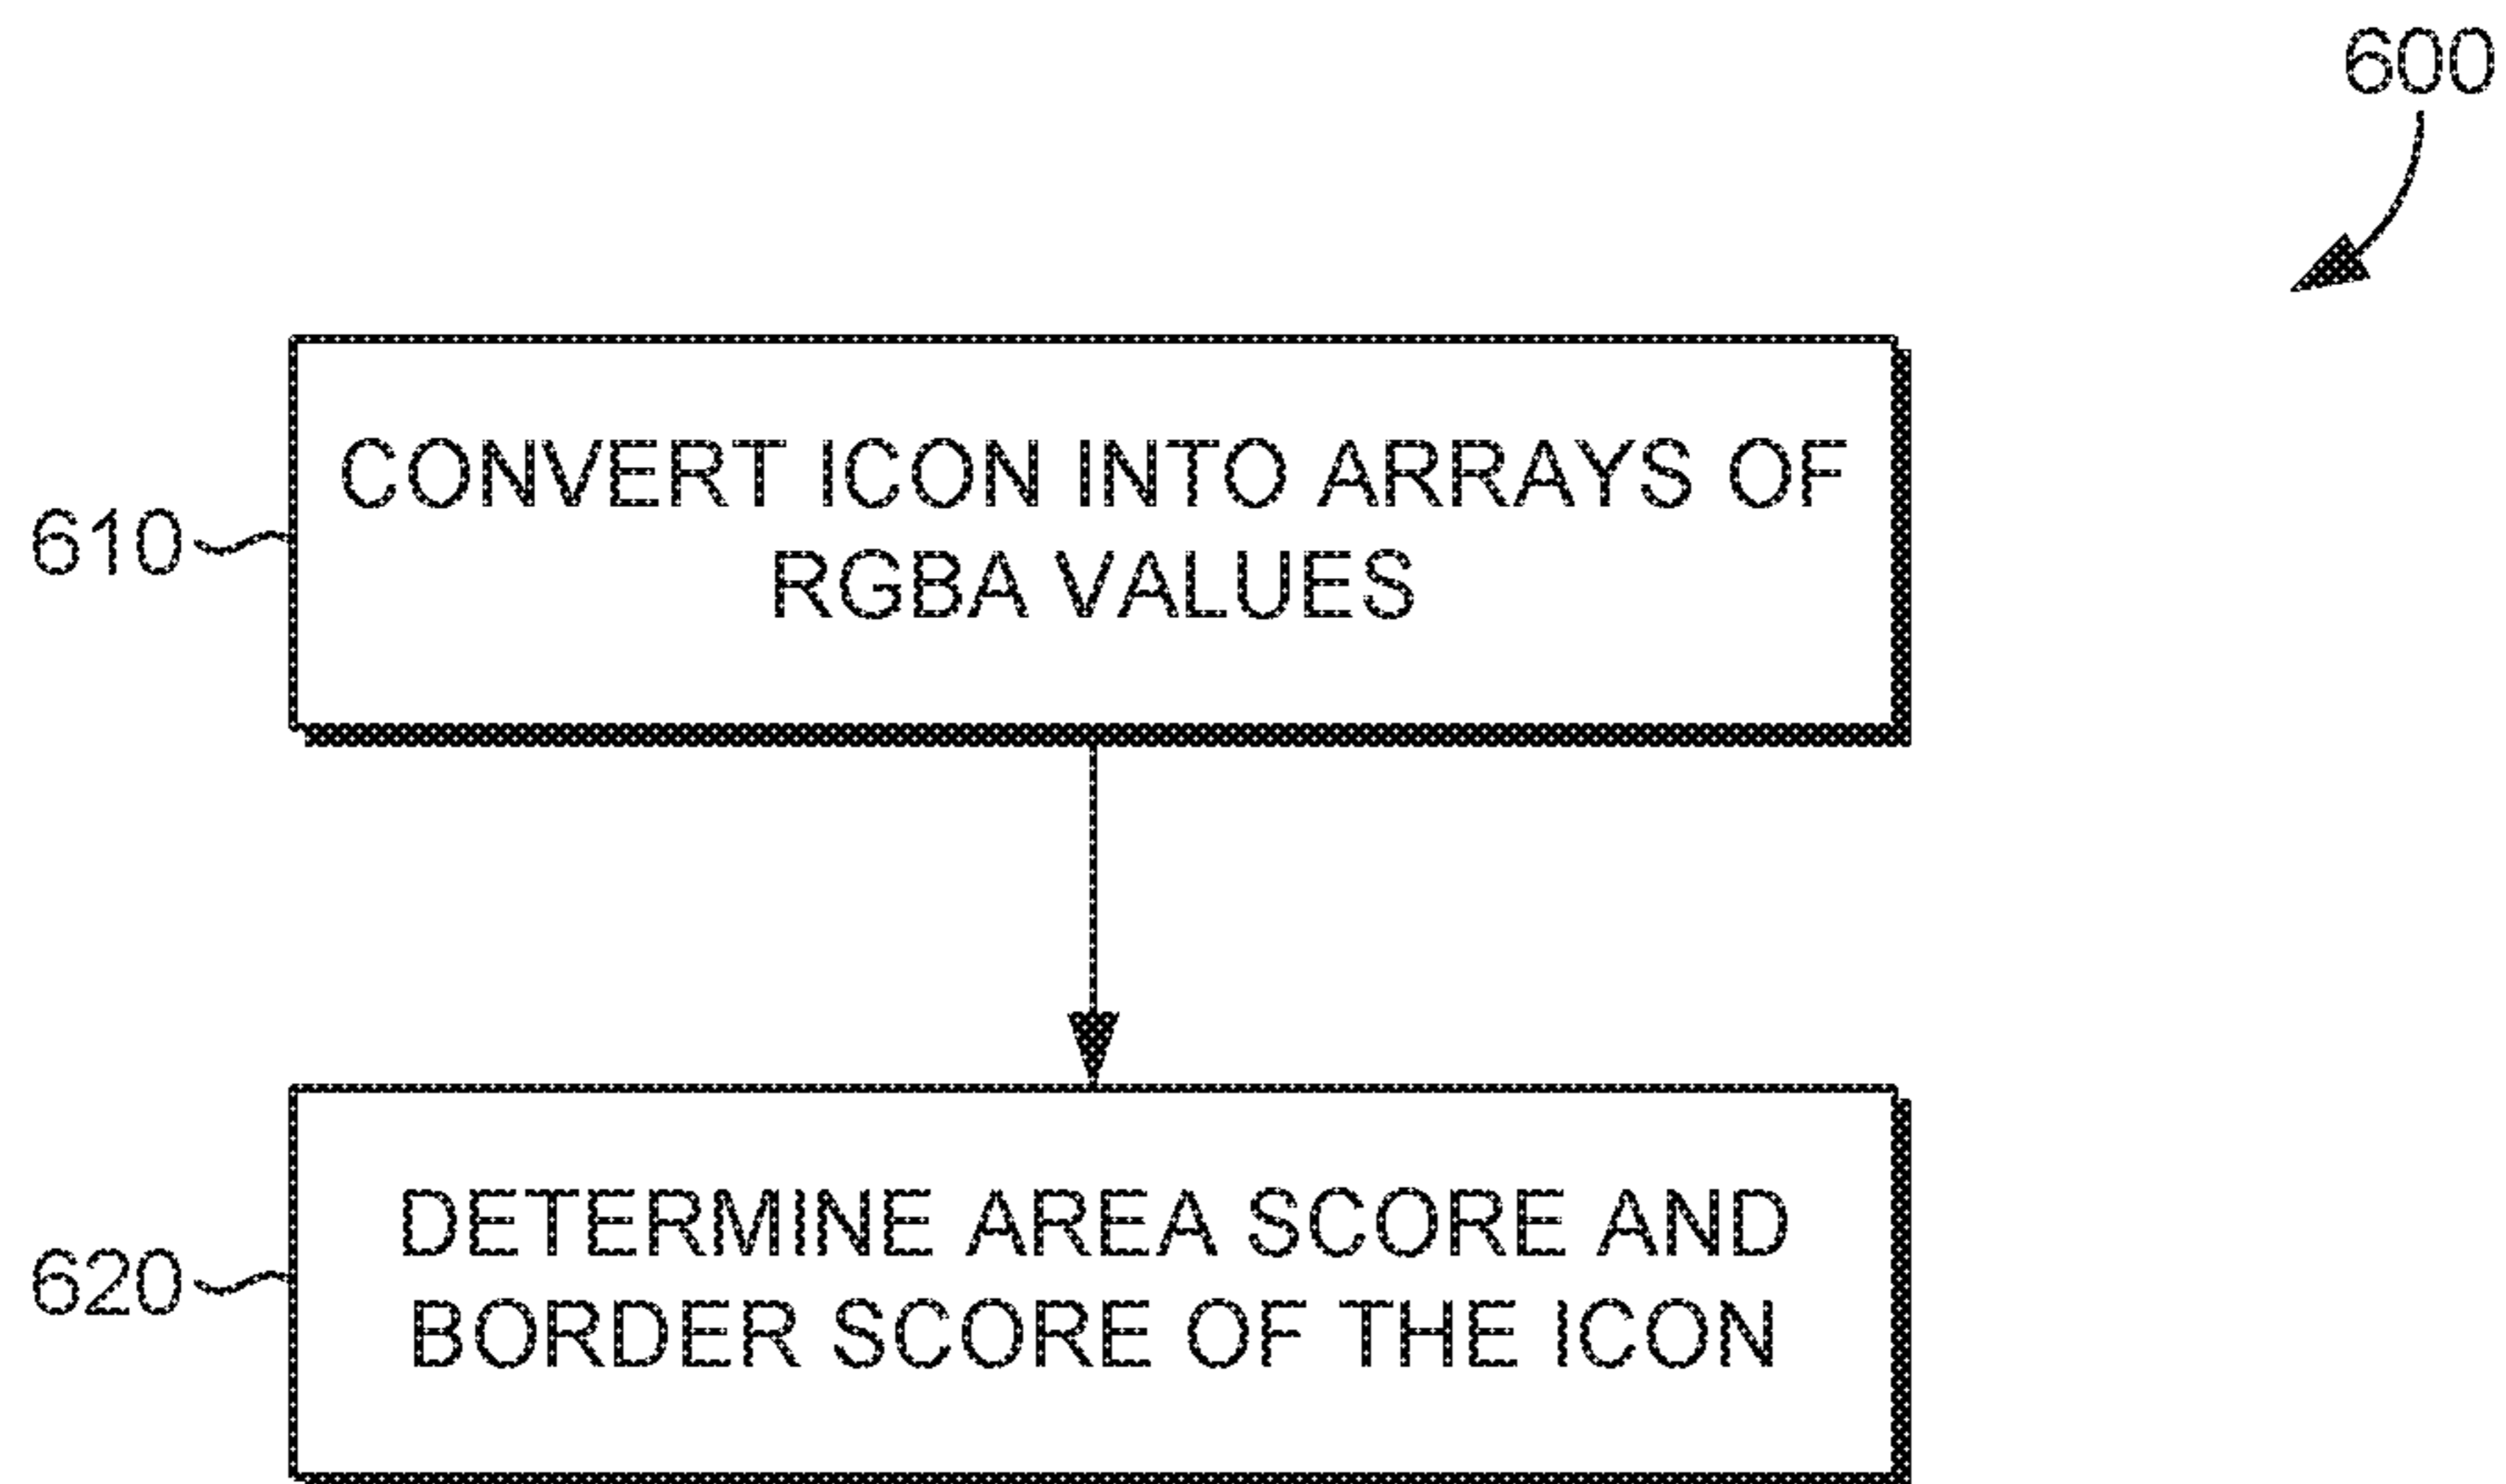 600
CONVERT ICON INTO ARRAYS OF
RGBA VALUES
610
DETERMINE AREA SCORE AND
BORDER SCORE OF THE ICON
620